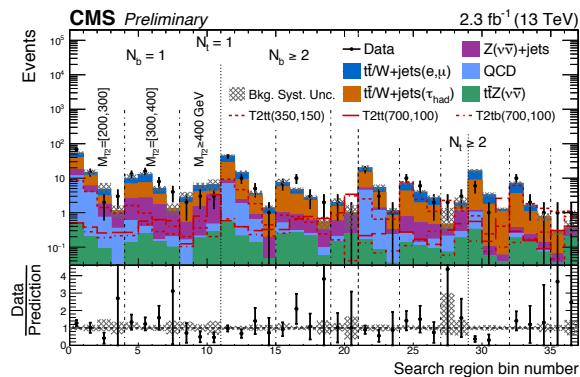 CMS Preliminary 2.3 fb⁻¹ (13 TeV)
Events
10⁵
10⁴
10³
10²
10
1
10⁻¹
N_t = 1
N_b = 1
N_b ≥ 2
N_t ≥ 2
M_T2=[200,300]
M_T2=[300,400]
M_T2≥400 GeV
Data
Z(νν̄)+jets
tt̄/W+jets(e,μ)
QCD
tt̄/W+jets(τ_had)
tt̄Z(νν̄)
Bkg. Syst. Unc.
T2tt(350,150)
T2tt(700,100)
T2tb(700,100)
Data
Prediction
4
3
2
1
0
0 5 10 15 20 25 30 35
Search region bin number